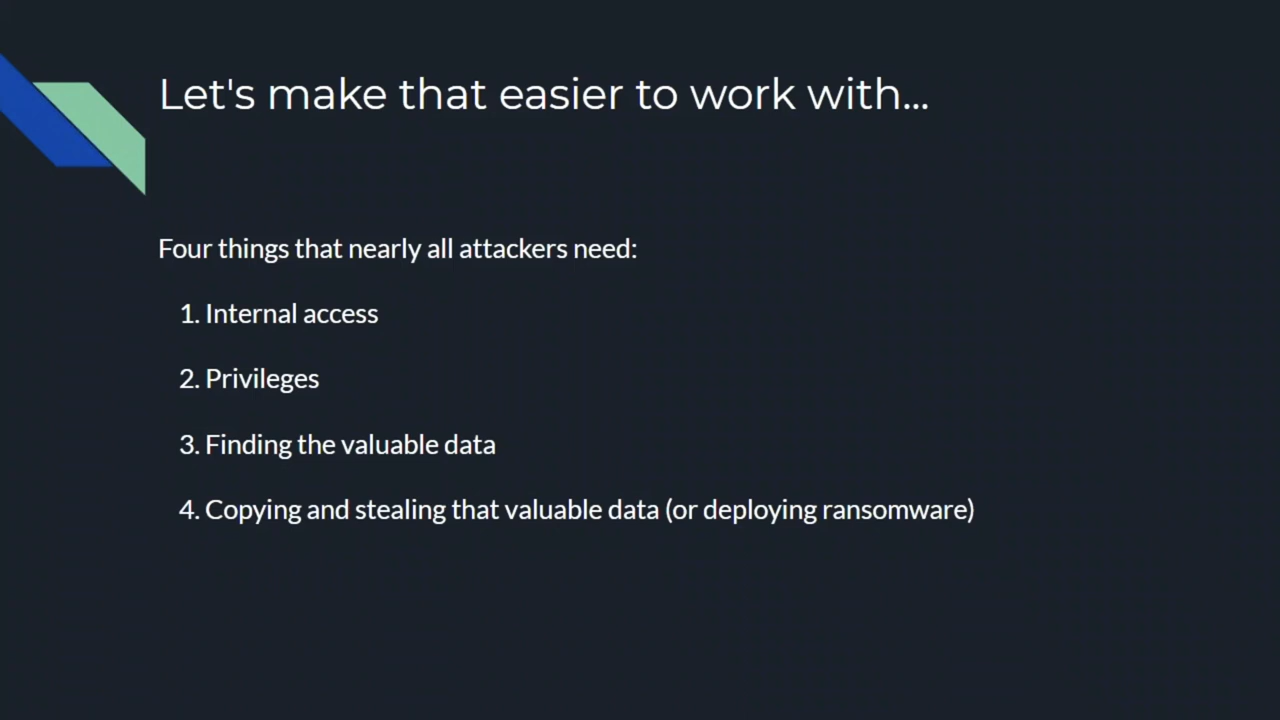 Let's make that easier to work with...
Four things that nearly all attackers need:
1. Internal access
2. Privileges
3. Finding the valuable data
4. Copying and stealing that valuable data (or deploying ransomware)